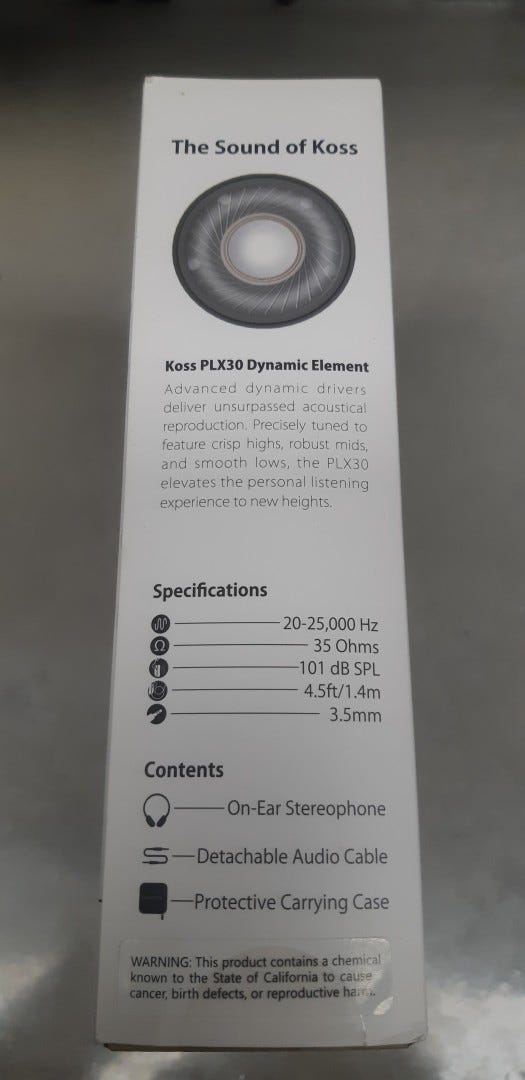 The Sound of Koss
Koss PLX30 Dynamic Element
Advanced dynamic drivers
deliver unsurpassed acoustical
reproduction. Precisely tuned to
feature crisp highs, robust mids,
and smooth lows, the PLX30
elevates the personal listening
experience to new heights.
Specifications
20-25,000 Hz
Ω 35 Ohms
101 dB SPL
4.5ft/1.4m
3.5mm
Contents
On-Ear Stereophone
Detachable Audio Cable
Protective Carrying Case
WARNING: This product contains a chemical
known to the State of California to cause
cancer, birth defects, or reproductive harm.